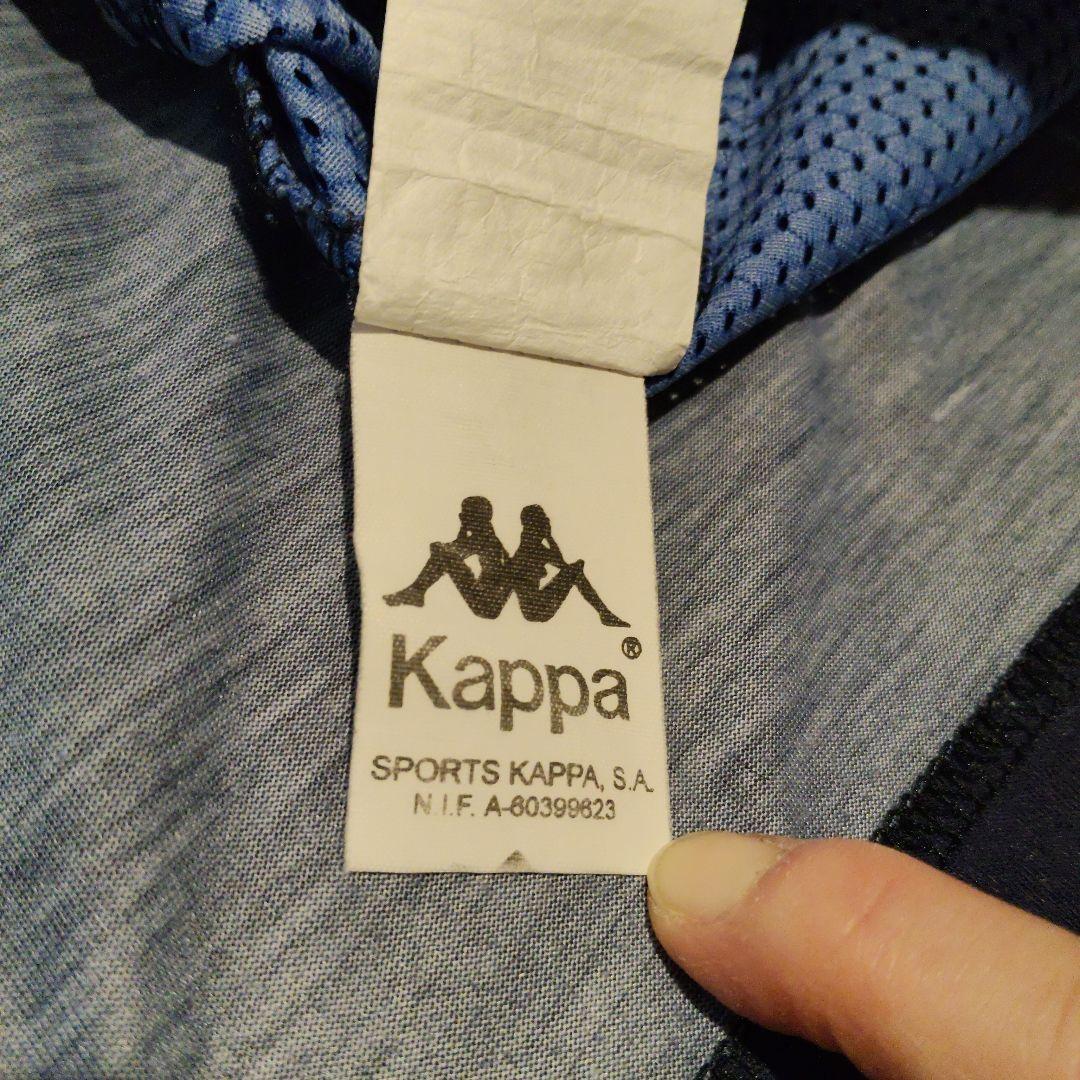 Kappa®
SPORTS KAPPA, S.A.
N.I.F. A-60399623